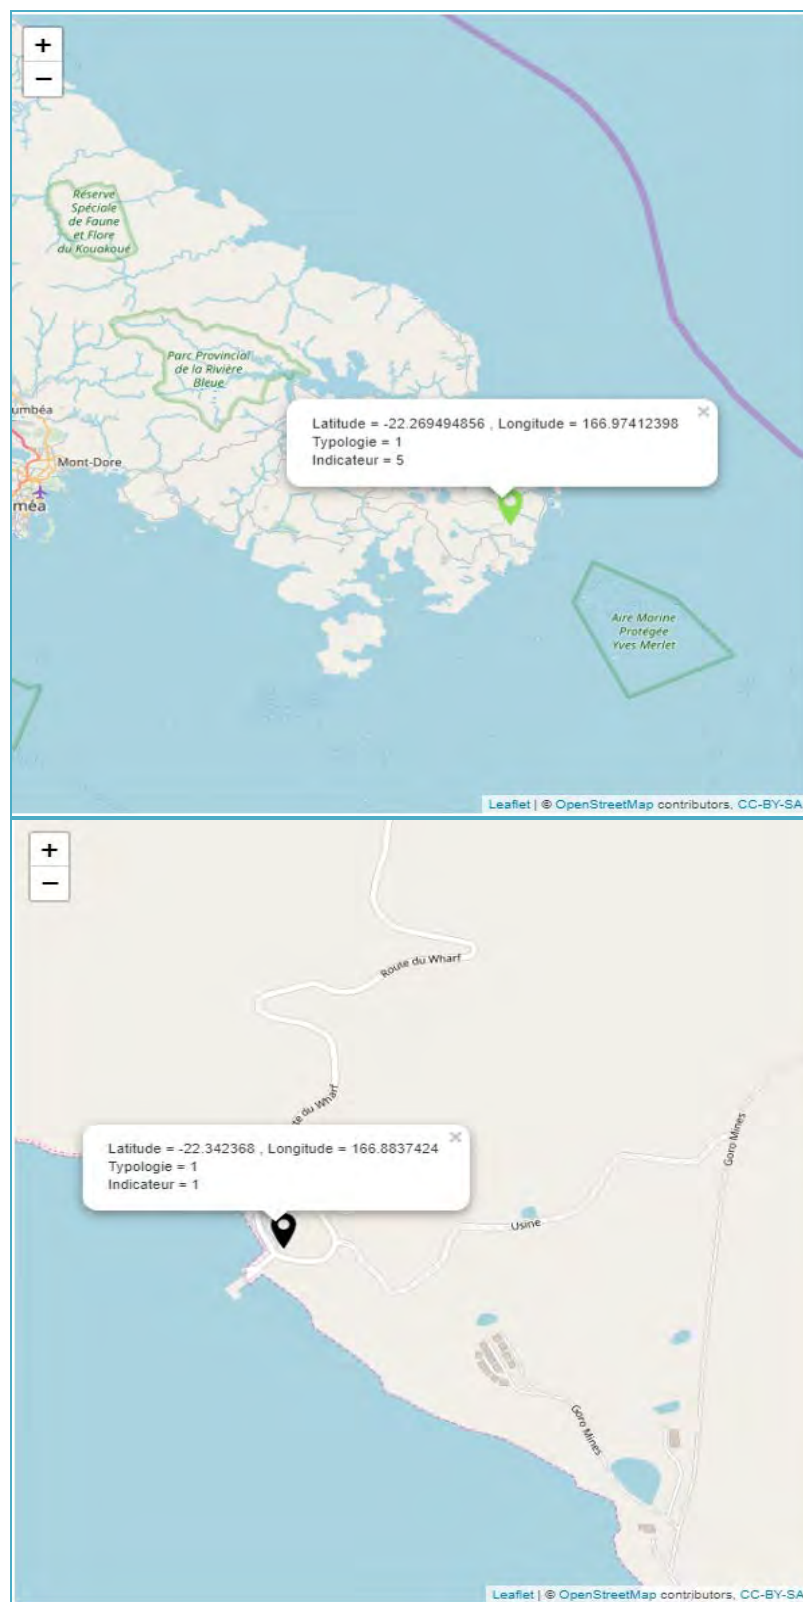 +
−
Réserve
Spéciale
de Faune
et Flore
du Kouakoué
Parc Provincial
de la Rivière
Bleue
umbéa
Mont-Dore
méa
×
Latitude = -22.269494856 , Longitude = 166.97412398
Typologie = 1
Indicateur = 5
Aire Marine
Protégée
Yves Merlet
Leaflet | © OpenStreetMap contributors, CC-BY-SA
+
−
Route du Wharf
te du Wharf
×
Latitude = -22.342368 , Longitude = 166.8837424
Typologie = 1
Indicateur = 1
Goro Mines
Usine
Goro Mines
Leaflet | © OpenStreetMap contributors, CC-BY-SA